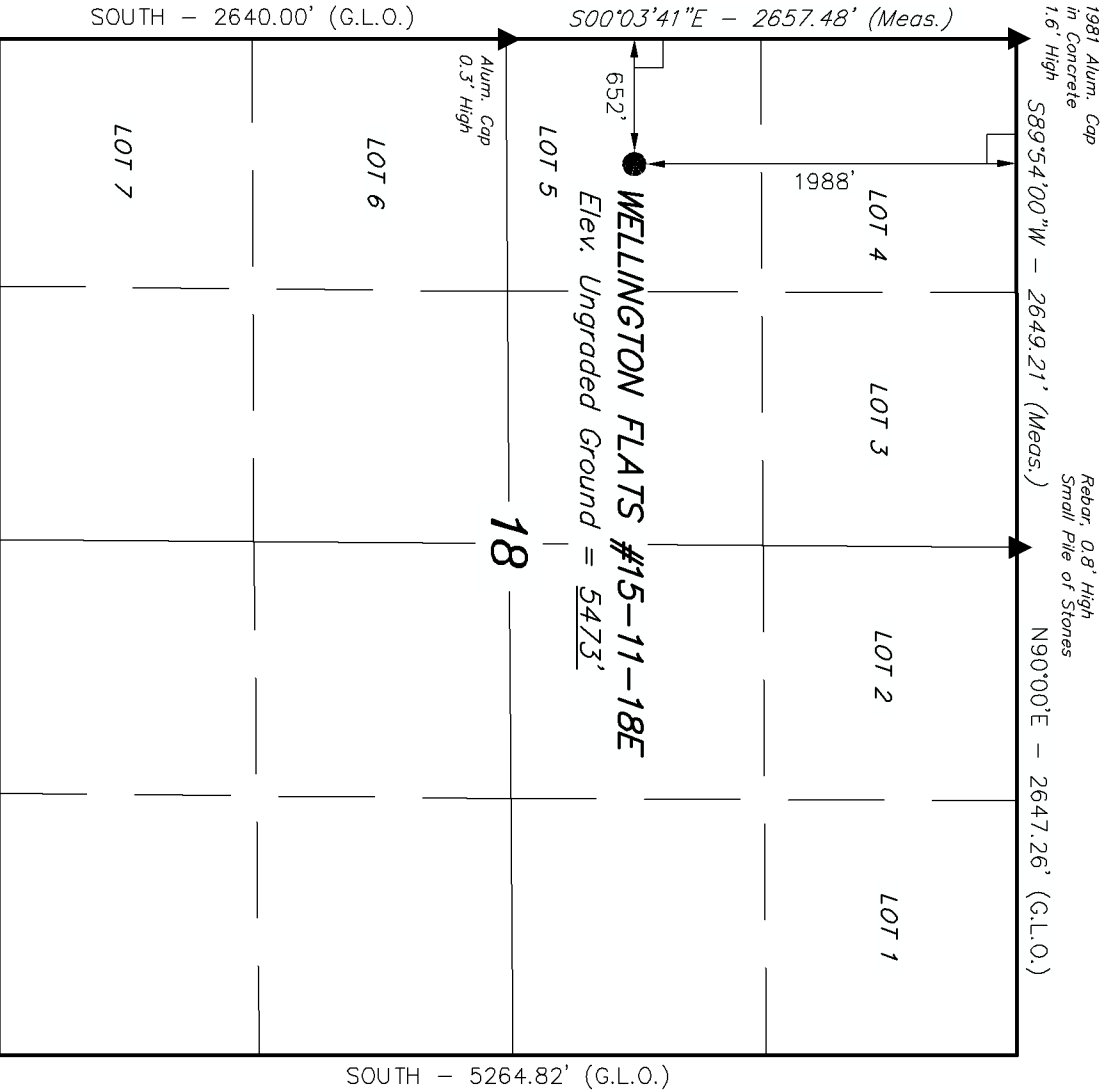 1981 Alum. Cap
in Concrete
1.6' High
S89°54'00"W - 2649.21' (Meas.)
Rebar, 0.8' High
Small Pile of Stones
N90°00'E - 2647.26' (G.L.O.)
LOT 4
LOT 3
LOT 2
LOT 1
1988'
S00°03'41"E - 2657.48' (Meas.)
652'
WELLINGTON FLATS #15-11-18E
Elev. Ungraded Ground = 5473'
LOT 5
18
Alum. Cap
0.3' High
LOT 6
LOT 7
SOUTH - 2640.00' (G.L.O.)
SOUTH - 5264.82' (G.L.O.)